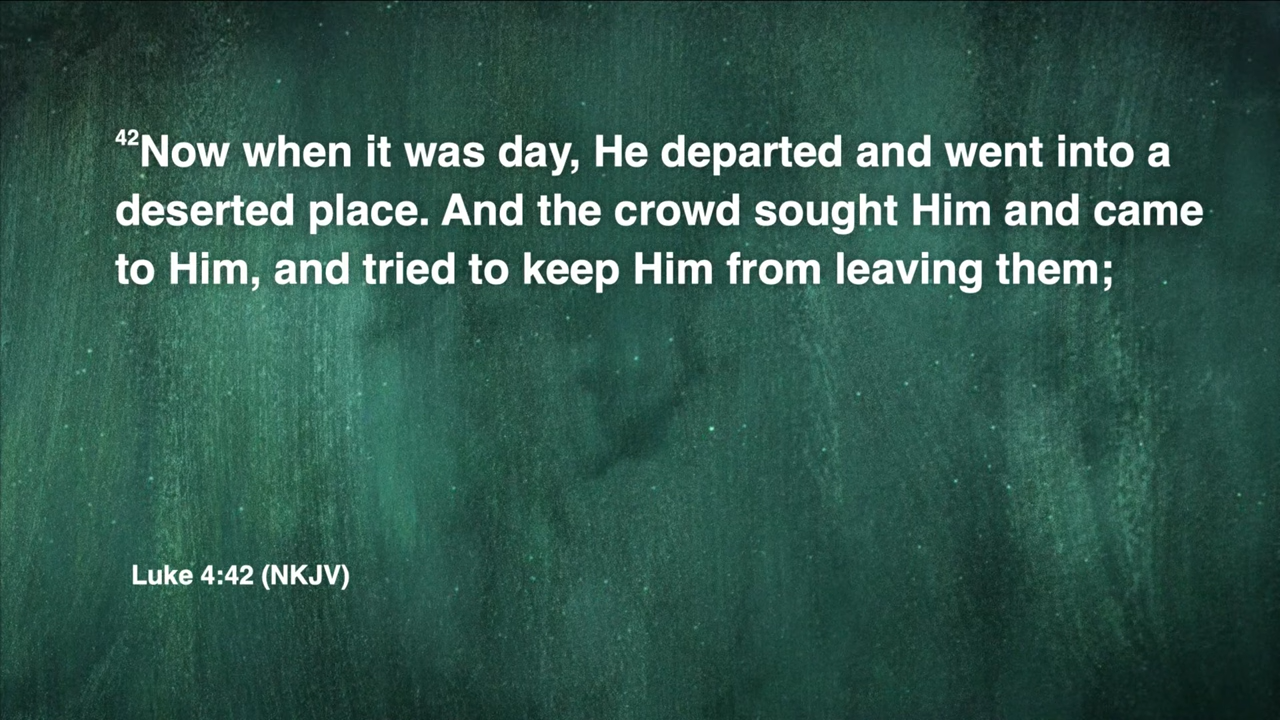 42Now when it was day, He departed and went into a
deserted place. And the crowd sought Him and came
to Him, and tried to keep Him from leaving them;
Luke 4:42 (NKJV)